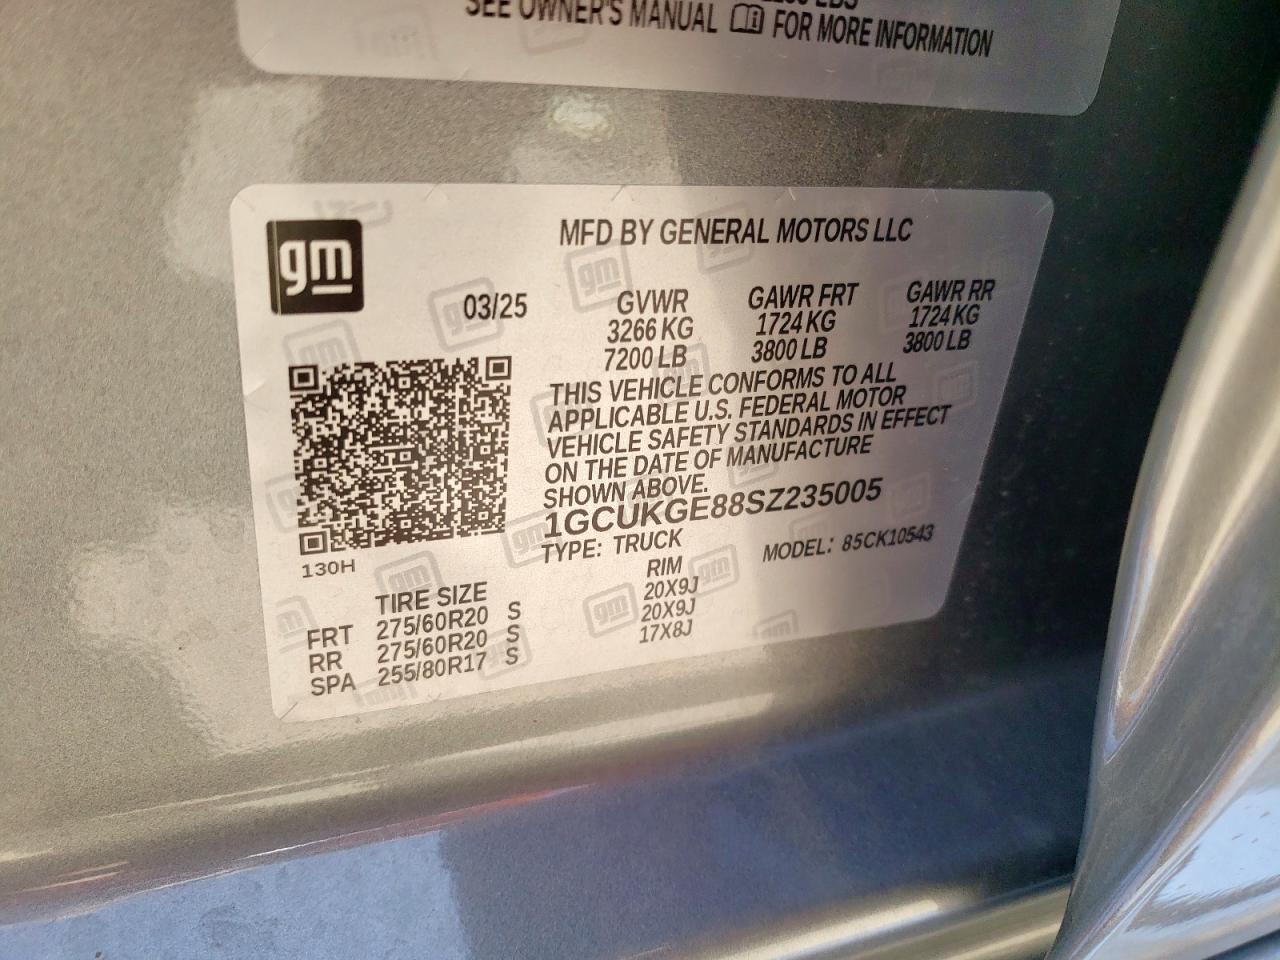 SEE OWNER'S MANUAL FOR MORE INFORMATION
gm
MFD BY GENERAL MOTORS LLC
03/25
GVWR GAWR FRT GAWR RR
3266 KG 1724 KG 1724 KG
7200 LB 3800 LB 3800 LB
THIS VEHICLE CONFORMS TO ALL
APPLICABLE U.S. FEDERAL MOTOR
VEHICLE SAFETY STANDARDS IN EFFECT
ON THE DATE OF MANUFACTURE
SHOWN ABOVE.
1GCUKGE88SZ235005
TYPE: TRUCK MODEL: 85CK10543
130H
TIRE SIZE RIM
FRT 275/60R20 S 20X9J
RR 275/60R20 S 20X9J
SPA 255/80R17 S 17X8J